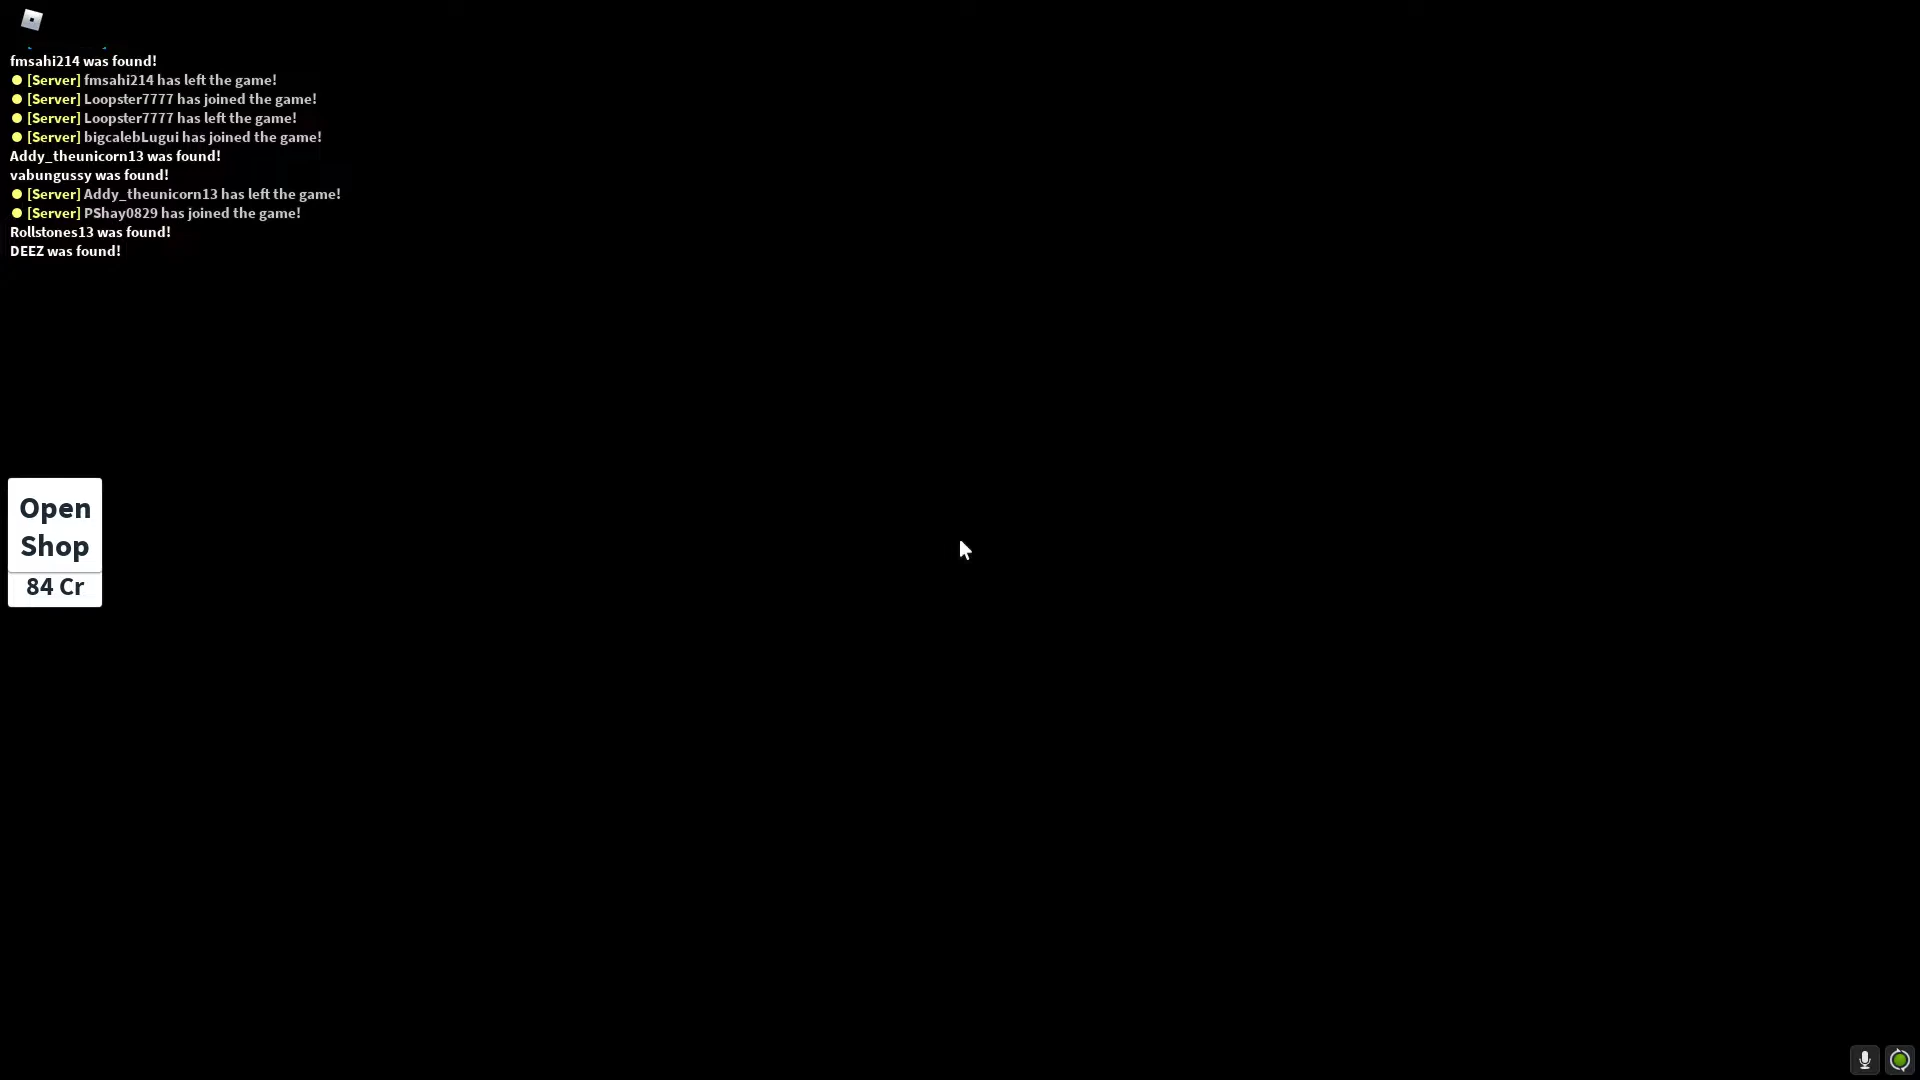 fmsahi214 was found!
[Server] fmsahi214 has left the game!
[Server] Loopster7777 has joined the game!
[Server] Loopster7777 has left the game!
[Server] bigcalebLugui has joined the game!
Addy_theunicorn13 was found!
vabungussy was found!
[Server] Addy_theunicorn13 has left the game!
[Server] PShay0829 has joined the game!
Rollstones13 was found!
DEEZ was found!
Open
Shop
84 Cr